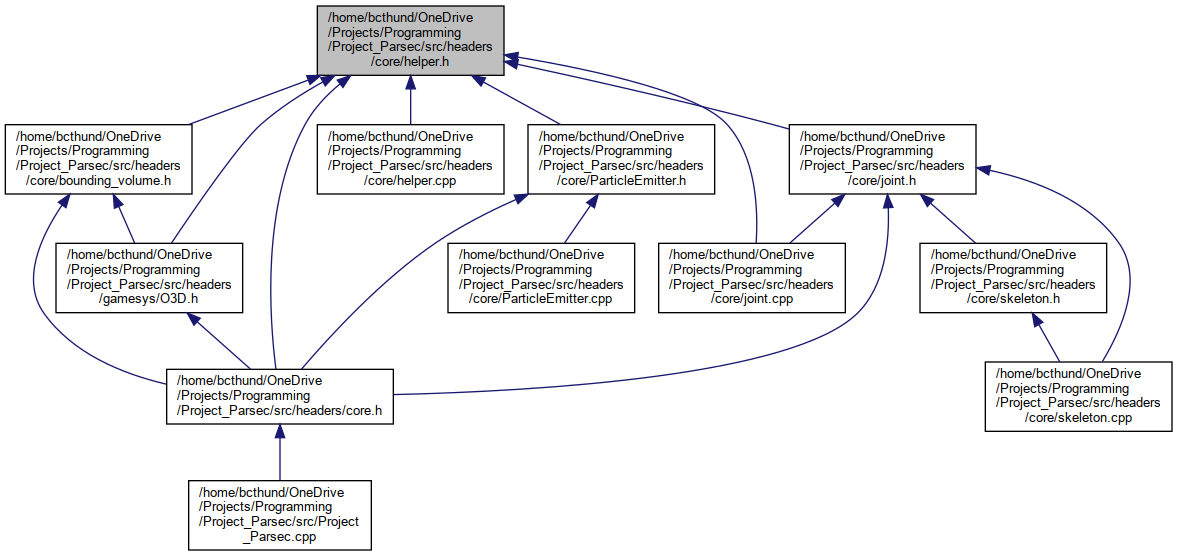 /home/bcthund/OneDrive
/Projects/Programming
/Project_Parsec/src/headers
/core/helper.h
/home/bcthund/OneDrive
/Projects/Programming
/Project_Parsec/src/headers
/core/bounding_volume.h
/home/bcthund/OneDrive
/Projects/Programming
/Project_Parsec/src/headers
/core/helper.cpp
/home/bcthund/OneDrive
/Projects/Programming
/Project_Parsec/src/headers
/core/ParticleEmitter.h
/home/bcthund/OneDrive
/Projects/Programming
/Project_Parsec/src/headers
/core/joint.h
/home/bcthund/OneDrive
/Projects/Programming
/Project_Parsec/src/headers
/gamesys/O3D.h
/home/bcthund/OneDrive
/Projects/Programming
/Project_Parsec/src/headers
/core/ParticleEmitter.cpp
/home/bcthund/OneDrive
/Projects/Programming
/Project_Parsec/src/headers
/core/joint.cpp
/home/bcthund/OneDrive
/Projects/Programming
/Project_Parsec/src/headers
/core/skeleton.h
/home/bcthund/OneDrive
/Projects/Programming
/Project_Parsec/src/headers/core.h
/home/bcthund/OneDrive
/Projects/Programming
/Project_Parsec/src/headers
/core/skeleton.cpp
/home/bcthund/OneDrive
/Projects/Programming
/Project_Parsec/src/Project
_Parsec.cpp